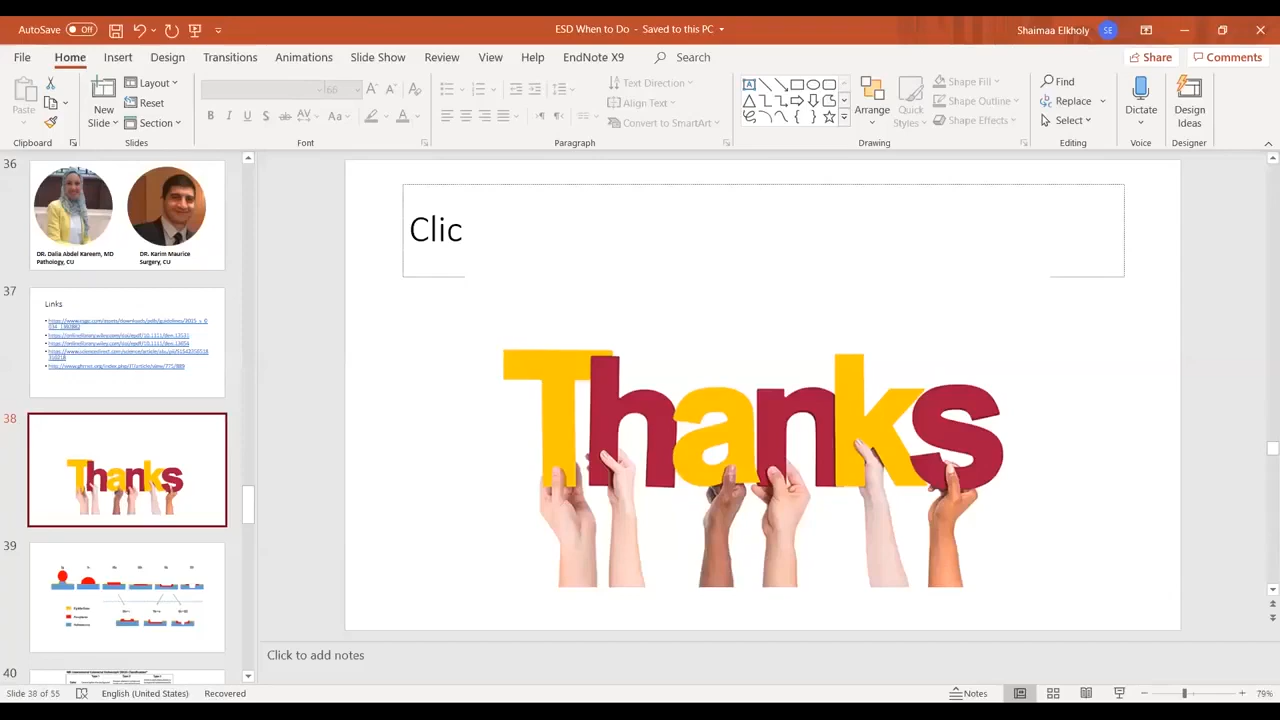 AutoSave Off
ESD When to Do - Saved to this PC
Shaimaa Elkholy SE
File Home Insert Design Transitions Animations Slide Show Review View Help EndNote X9 Search Share Comments
Paste
New Slide
Layout
Reset
Section
66
Text Direction
Align Text
Convert to SmartArt
Arrange
Quick Styles
Shape Fill
Shape Outline
Shape Effects
Find
Replace
Select
Dictate
Design Ideas
Clipboard Slides Font Paragraph Drawing Editing Voice Designer
36
DR. Dalia Abdel Kareem, MD
Pathology, CU
DR. Karim Maurice
Surgery, CU
37
Links
38
Thanks
39
40
Clic
Thanks
Click to add notes
Slide 38 of 55 English (United States) Recovered Notes 79%